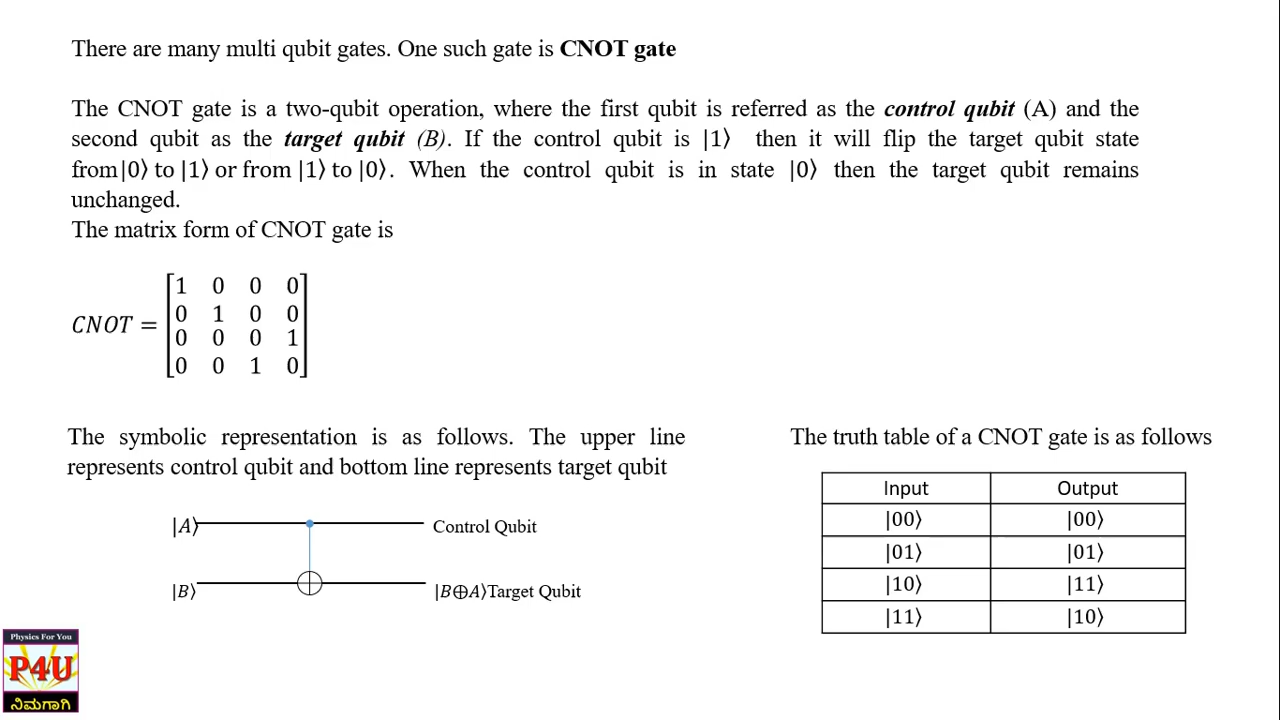 There are many multi qubit gates. One such gate is CNOT gate
The CNOT gate is a two-qubit operation, where the first qubit is referred as the control qubit (A) and the
second qubit as the target qubit (B). If the control qubit is |1⟩ then it will flip the target qubit state
from|0⟩ to |1⟩ or from |1⟩ to |0⟩. When the control qubit is in state |0⟩ then the target qubit remains
unchanged.
The matrix form of CNOT gate is
1 0 0 0
0 1 0 0
CNOT =
0 0 0 1
0 0 1 0
The symbolic representation is as follows. The upper line
represents control qubit and bottom line represents target qubit
|A⟩ Control Qubit
|B⟩ |B⊕A⟩Target Qubit
The truth table of a CNOT gate is as follows
Input Output
|00⟩ |00⟩
|01⟩ |01⟩
|10⟩ |11⟩
|11⟩ |10⟩
Physics For You
P4U
ನಿಮಗಾಗಿ